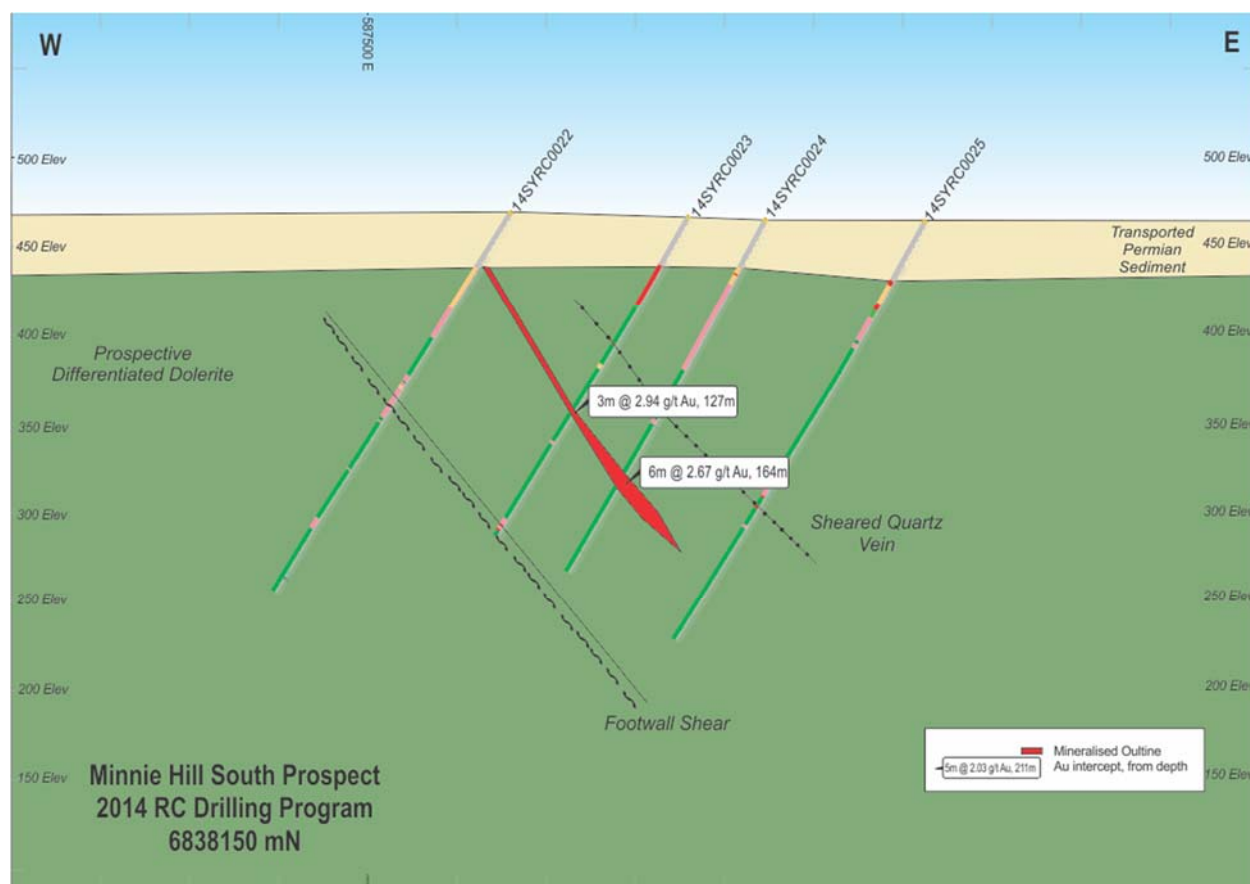 W
587500 E
E
14SYRC0022
14SYRC0023
14SYRC0024
14SYRC0025
500 Elev
500 Elev
450 Elev
Transported
Permian
Sediment
450 Elev
400 Elev
400 Elev
Prospective
Differentiated Dolerite
3m @ 2.94 g/t Au, 127m
350 Elev
350 Elev
6m @ 2.67 g/t Au, 164m
300 Elev
300 Elev
Sheared Quartz
Vein
250 Elev
250 Elev
200 Elev
200 Elev
Footwall Shear
Mineralised Oultine
5m @ 2.03 g/t Au, 211m
Au intercept, from depth
150 Elev
150 Elev
Minnie Hill South Prospect
2014 RC Drilling Program
6838150 mN